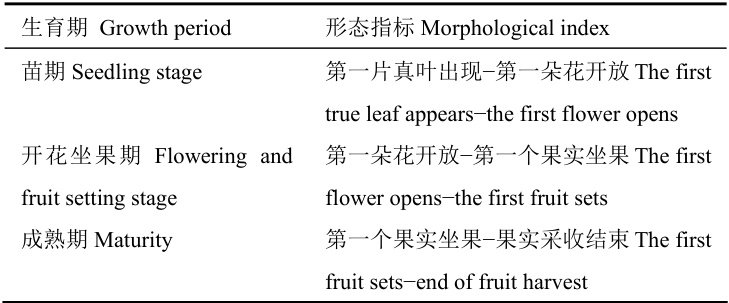 生育期 Growth period 形态指标 Morphological index
苗期 Seedling stage 第一片真叶出现−第一朵花开放 The first
true leaf appears−the first flower opens
开花坐果期 Flowering and 第一朵花开放−第一个果实坐果 The first
fruit setting stage flower opens−the first fruit sets
成熟期 Maturity 第一个果实坐果−果实采收结束 The first
fruit sets−end of fruit harvest